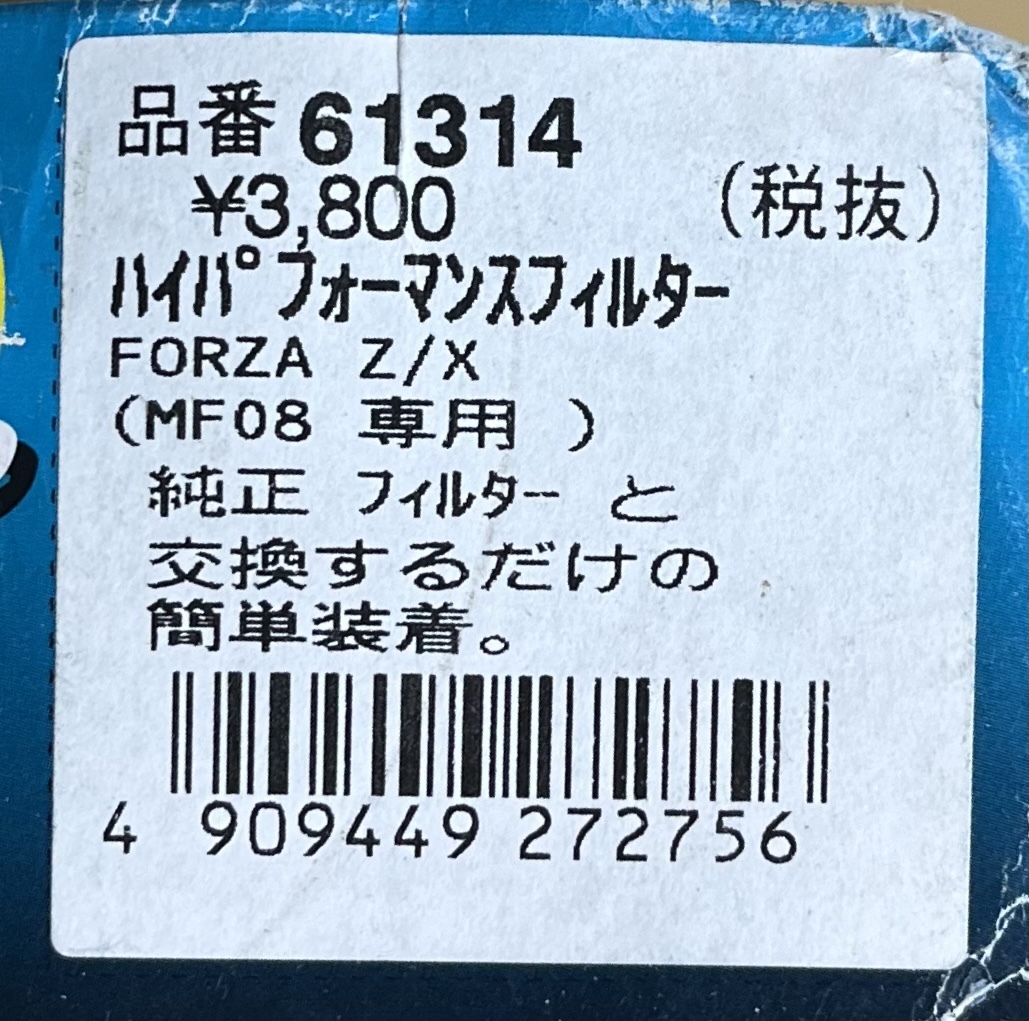 品番 61314
¥3,800 (税抜)
ﾊｲﾊﾟﾌｫｰﾏﾝｽﾌｨﾙﾀｰ
FORZA Z/X
(MF08 専用 )
純正 ﾌｨﾙﾀｰ と
交換するだけの
簡単装着。
4 909449 272756